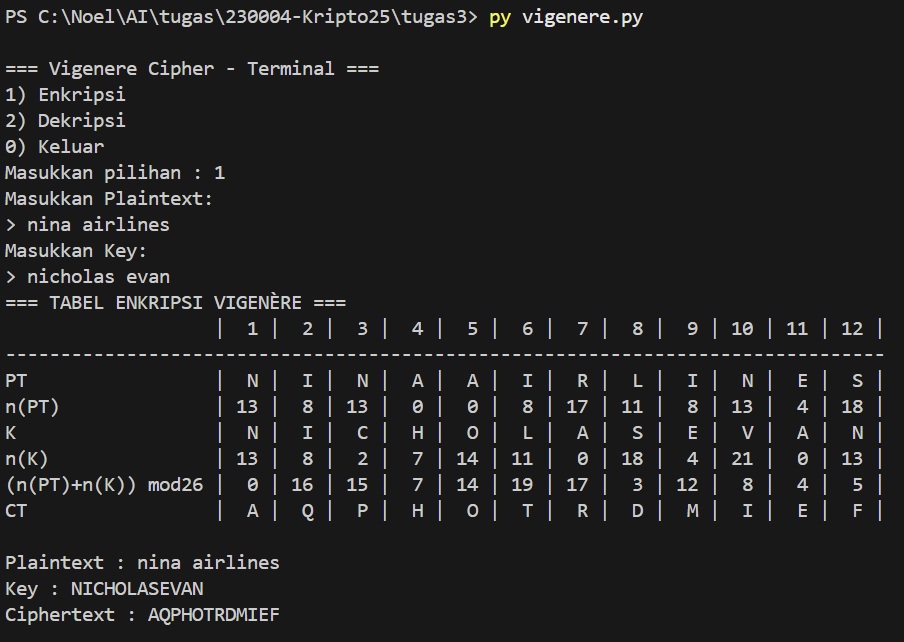 PS C:\Noel\AI\tugas\230004-Kripto25\tugas3> py vigenere.py
=== Vigenere Cipher - Terminal ===
1) Enkripsi
2) Dekripsi
0) Keluar
Masukkan pilihan : 1
Masukkan Plaintext:
> nina airlines
Masukkan Key:
> nicholas evan
=== TABEL ENKRIPSI VIGENÈRE ===
                   |  1 |  2 |  3 |  4 |  5 |  6 |  7 |  8 |  9 | 10 | 11 | 12 |
--------------------------------------------------------------------------------
PT                 |  N |  I |  N |  A |  A |  I |  R |  L |  I |  N |  E |  S |
n(PT)              | 13 |  8 | 13 |  0 |  0 |  8 | 17 | 11 |  8 | 13 |  4 | 18 |
K                  |  N |  I |  C |  H |  O |  L |  A |  S |  E |  V |  A |  N |
n(K)               | 13 |  8 |  2 |  7 | 14 | 11 |  0 | 18 |  4 | 21 |  0 | 13 |
(n(PT)+n(K)) mod26 |  0 | 16 | 15 |  7 | 14 | 19 | 17 |  3 | 12 |  8 |  4 |  5 |
CT                 |  A |  Q |  P |  H |  O |  T |  R |  D |  M |  I |  E |  F |
Plaintext : nina airlines
Key : NICHOLASEVAN
Ciphertext : AQPHOTRDMIEF